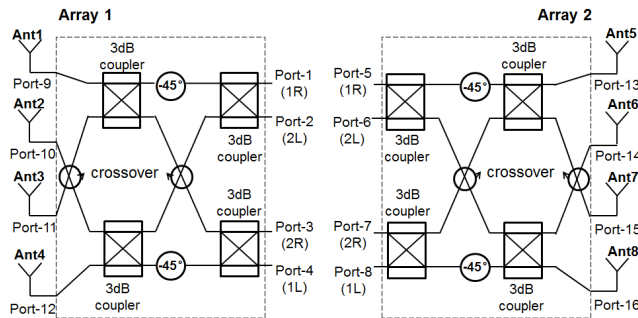 Array 1
Array 2
Ant1
3dB
coupler
-45°
Port-1
(1R)
Port-5
(1R)
-45°
3dB
coupler
Ant5
Port-9
Port-13
Ant2
Port-2
(2L)
Port-6
(2L)
Ant6
3dB
coupler
3dB
coupler
Port-10
Port-14
Ant3
crossover
crossover
Ant7
3dB
coupler
3dB
coupler
Port-11
Port-3
(2R)
Port-7
(2R)
Port-15
Ant4
-45°
Port-4
(1L)
Port-8
(1L)
-45°
Ant8
3dB
coupler
3dB
coupler
Port-12
Port-16